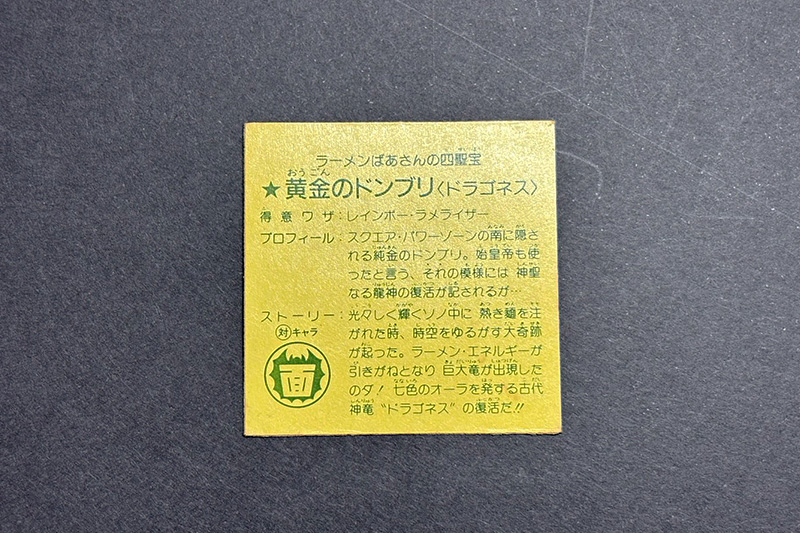 ラーメンばあさんの四聖宝
★黄金のドンブリ〈ドラゴネス〉
得意ワザ:レインボー・ラメライザー
プロフィール:スクエア・パワーゾーンの南に隠さ
れる純金のドンブリ。始皇帝も使
ったと言う、それの模様には 神聖
なる龍神の復活が記されるが…
ストーリー:光々しく輝くソノ中に 熱き麺を注
がれた時、時空をゆるがす大奇跡
が起った。ラーメン・エネルギーが
引きがねとなり 巨大竜が出現した
のダ! 七色のオーラを発する古代
神竜 “ドラゴネス” の復活だ!!
対キャラ
面